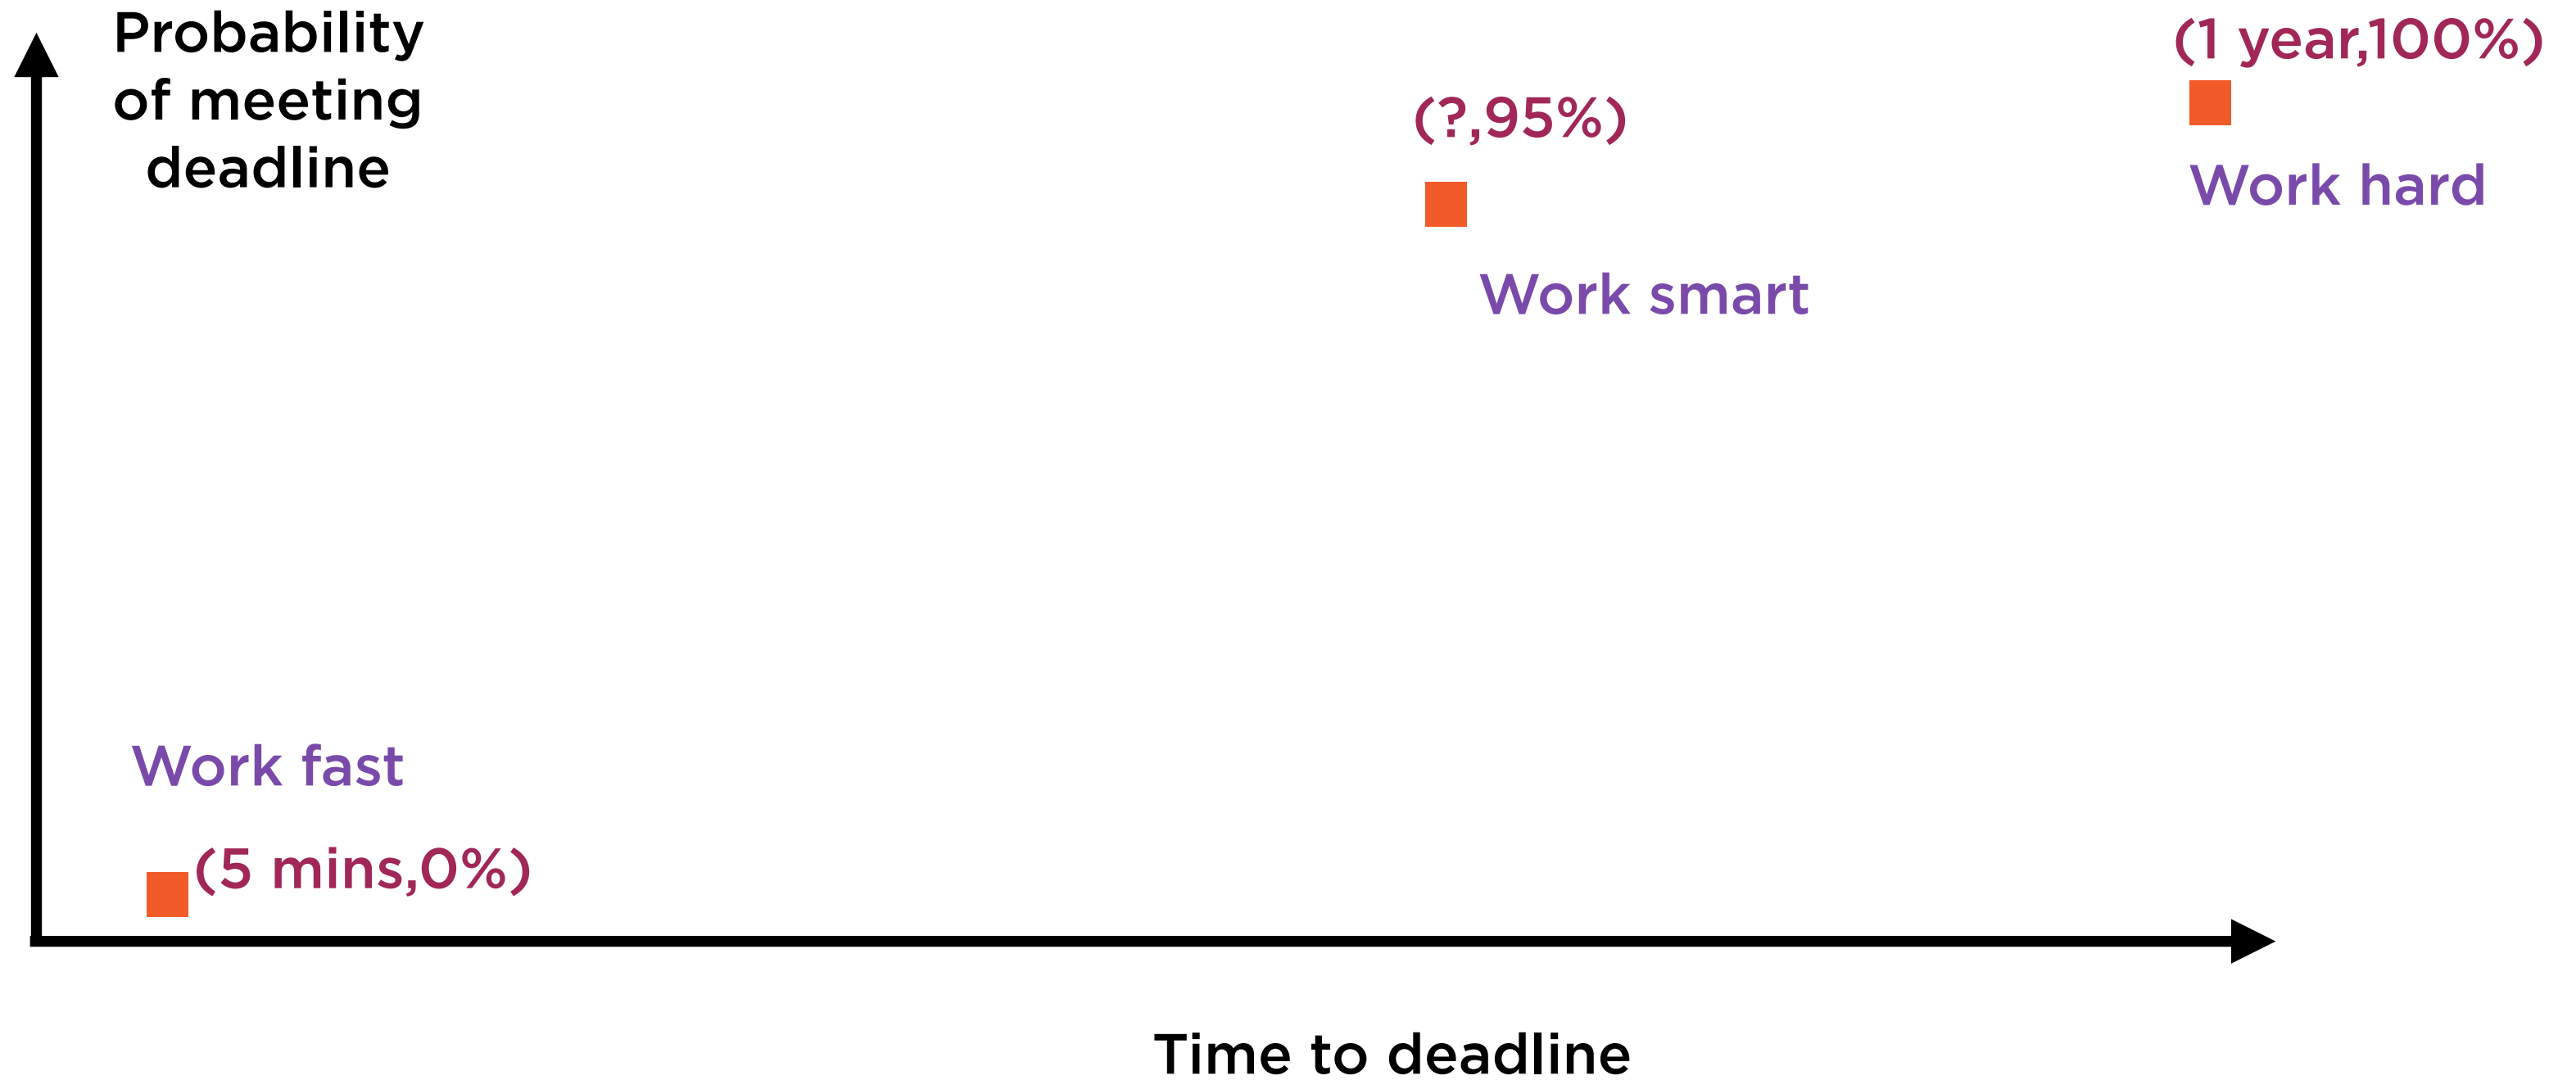 Probability
of meeting
deadline
(1 year,100%)
Work hard
(?,95%)
Work smart
Work fast
(5 mins,0%)
Time to deadline